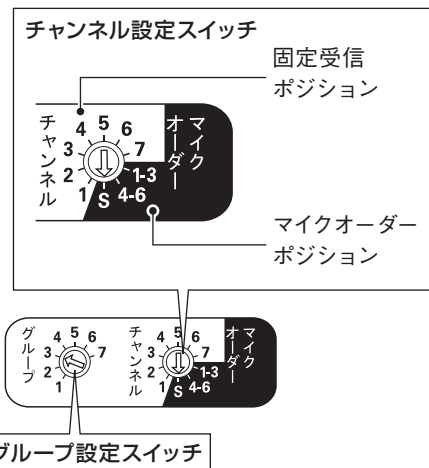 チャンネル設定スイッチ
固定受信
ポジション
チャンネル
1
2
3
4
5
6
7
1-3
4-6
S
マイク
オーダー
マイクオーダー
ポジション
グループ
1
2
3
4
5
6
7
チャンネル
1
2
3
4
5
6
7
1-3
4-6
S
マイク
オーダー
グループ設定スイッチ